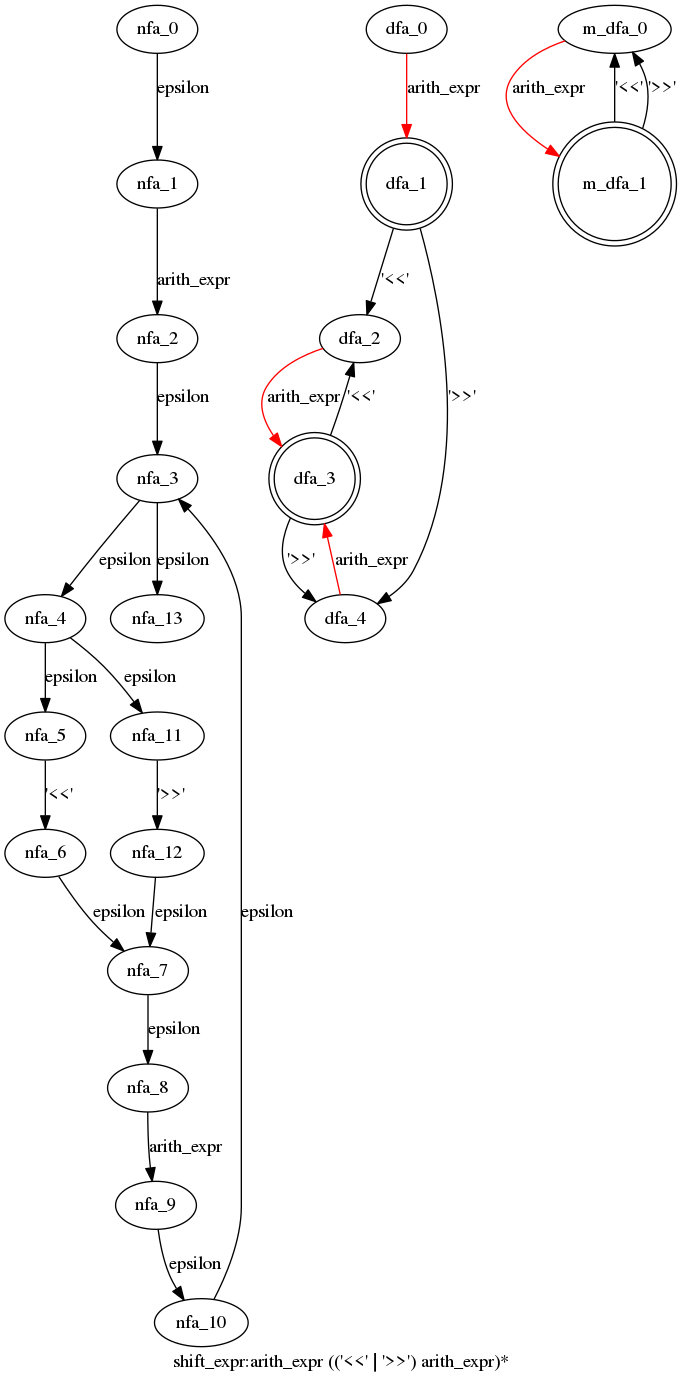 nfa_0
dfa_0
m_dfa_0
epsilon
arith_expr
arith_expr
'<<'
'>>'
nfa_1
dfa_1
m_dfa_1
arith_expr
'<<'
nfa_2
dfa_2
epsilon
arith_expr
'<<'
'>>'
nfa_3
dfa_3
epsilon
epsilon
'>>'
arith_expr
nfa_4
nfa_13
dfa_4
epsilon
epsilon
nfa_5
nfa_11
'<<'
'>>'
nfa_6
nfa_12
epsilon
epsilon
epsilon
nfa_7
epsilon
nfa_8
arith_expr
nfa_9
epsilon
nfa_10
shift_expr:arith_expr (('<<' | '>>') arith_expr)*